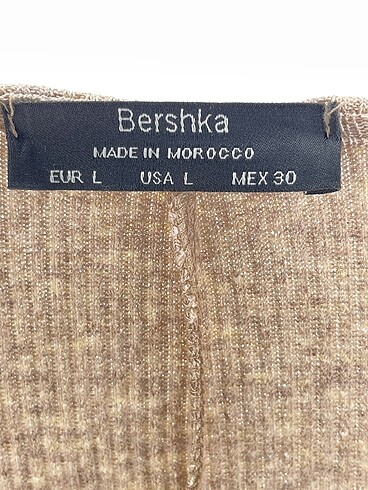 Bershka
MADE IN MOROCCO
EUR L USA L MEX 30